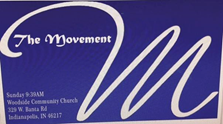 The Movement
Sunday 9:30AM
Woodside Community Church
320 W. Banta Rd
Indianapolis, IN 46217